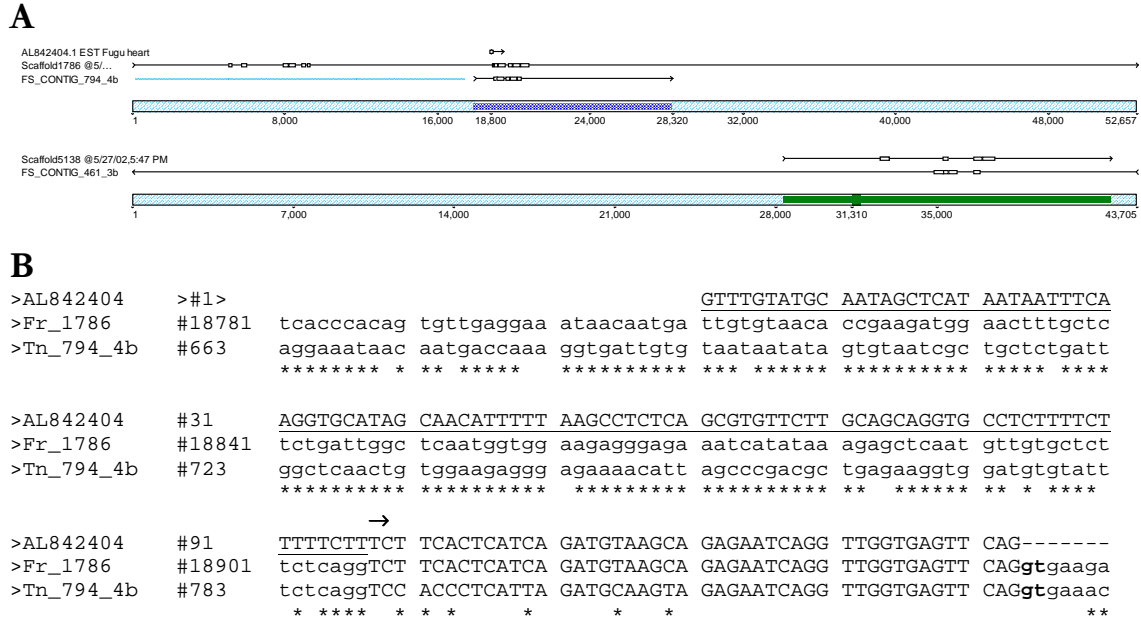 A
AL842404.1 EST Fugu heart
Scaffold1786 @5/...
FS_CONTIG_794_4b
1 8,000 16,000 18,800 24,000 28,320 32,000 40,000 48,000 52,657
Scaffold5138 @5/27/02,5:47 PM
FS_CONTIG_461_3b
1 7,000 14,000 21,000 28,000 31,310 35,000 43,705
B
>AL842404 >#1> GTTTGTATGC AATAGCTCAT AATAATTTCA
>Fr_1786 #18781 tcacccacag tgttgaggaa ataacaatga ttgtgtaaca ccgaagatgg aactttgctc
>Tn_794_4b #663 aggaaataac aatgaccaaa ggtgattgtg taataatata gtgtaatcgc tgctctgatt
******** * ** ***** ********** *** ****** ********** ***** ****
>AL842404 #31 AGGTGCATAG CAACATTTTT AAGCCTCTCA GCGTGTTCTT GCAGCAGGTG CCTCTTTTCT
>Fr_1786 #18841 tctgattggc tcaatggtgg aagagggaga aatcatataa agagctcaat gttgtgctct
>Tn_794_4b #723 ggctcaactg tggaagaggg agaaaacatt agcccgacgc tgagaaggtg gatgtgtatt
********** ********** ********* ********** ** ****** ** * ****
→
>AL842404 #91 TTTTCTTTCT TCACTCATCA GATGTAAGCA GAGAATCAGG TTGGTGAGTT CAG-------
>Fr_1786 #18901 tctcaggTCT TCACTCATCA GATGTAAGCA GAGAATCAGG TTGGTGAGTT CAGgtgaaga
>Tn_794_4b #783 tctcaggTCC ACCCTCATTA GATGCAAGTA GAGAATCAGG TTGGTGAGTT CAGgtgaaac
* **** * * * * * * **